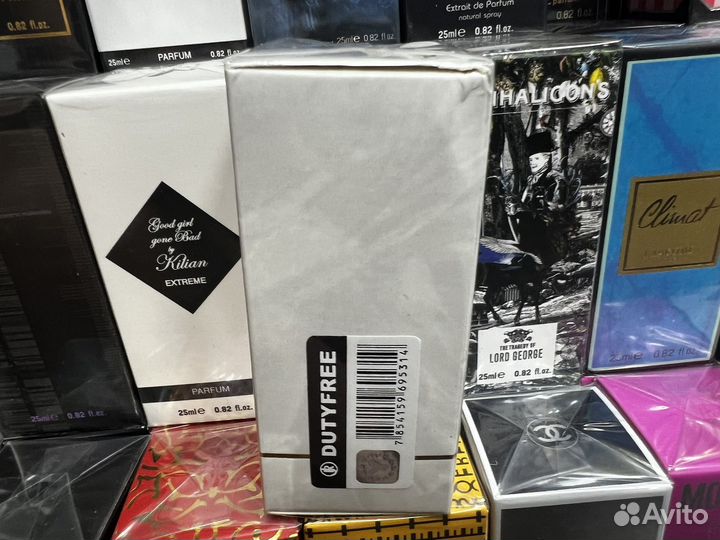 Extrait de Parfum
natural spray
25ml e 0.82 fl.oz.
PARFUM
25ml e 0.82 fl.oz.
25ml e 0.82 fl.oz.
Good girl
gone Bad
by
Kilian
EXTREME
PARFUM
25ml e 0.82 fl.oz.
25ml e 0.82 fl.oz.
DUTYFREE
7854159695314
HALIGONS
THE TRAGEDY OF
LORD GEORGE
25ml e 0.82 fl.oz.
Climat
25ml e 0.82 fl.oz.
Avito